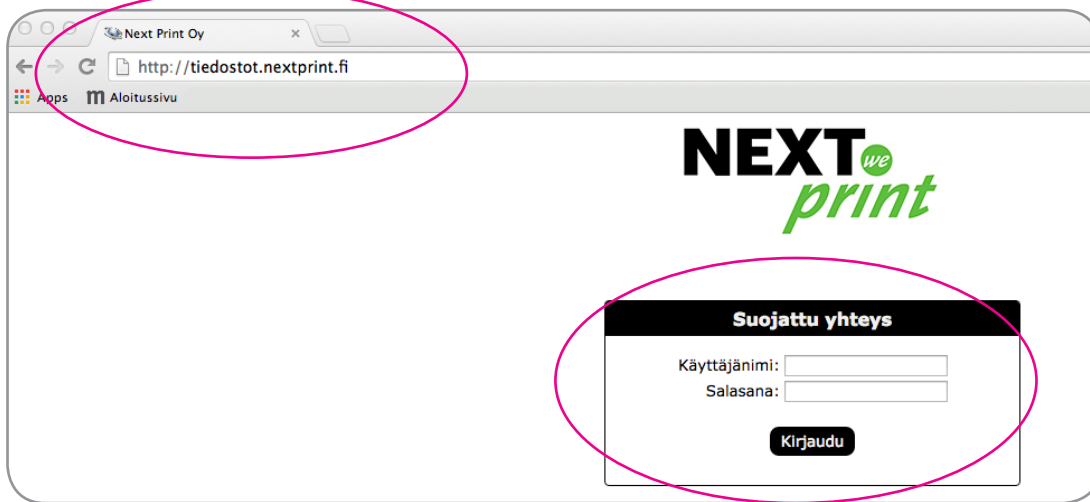 Next Print Oy
http://tiedostot.nextprint.fi
Apps m Aloitussivu
NEXT we
print
Suojattu yhteys
Käyttäjänimi:
Salasana:
Kirjaudu